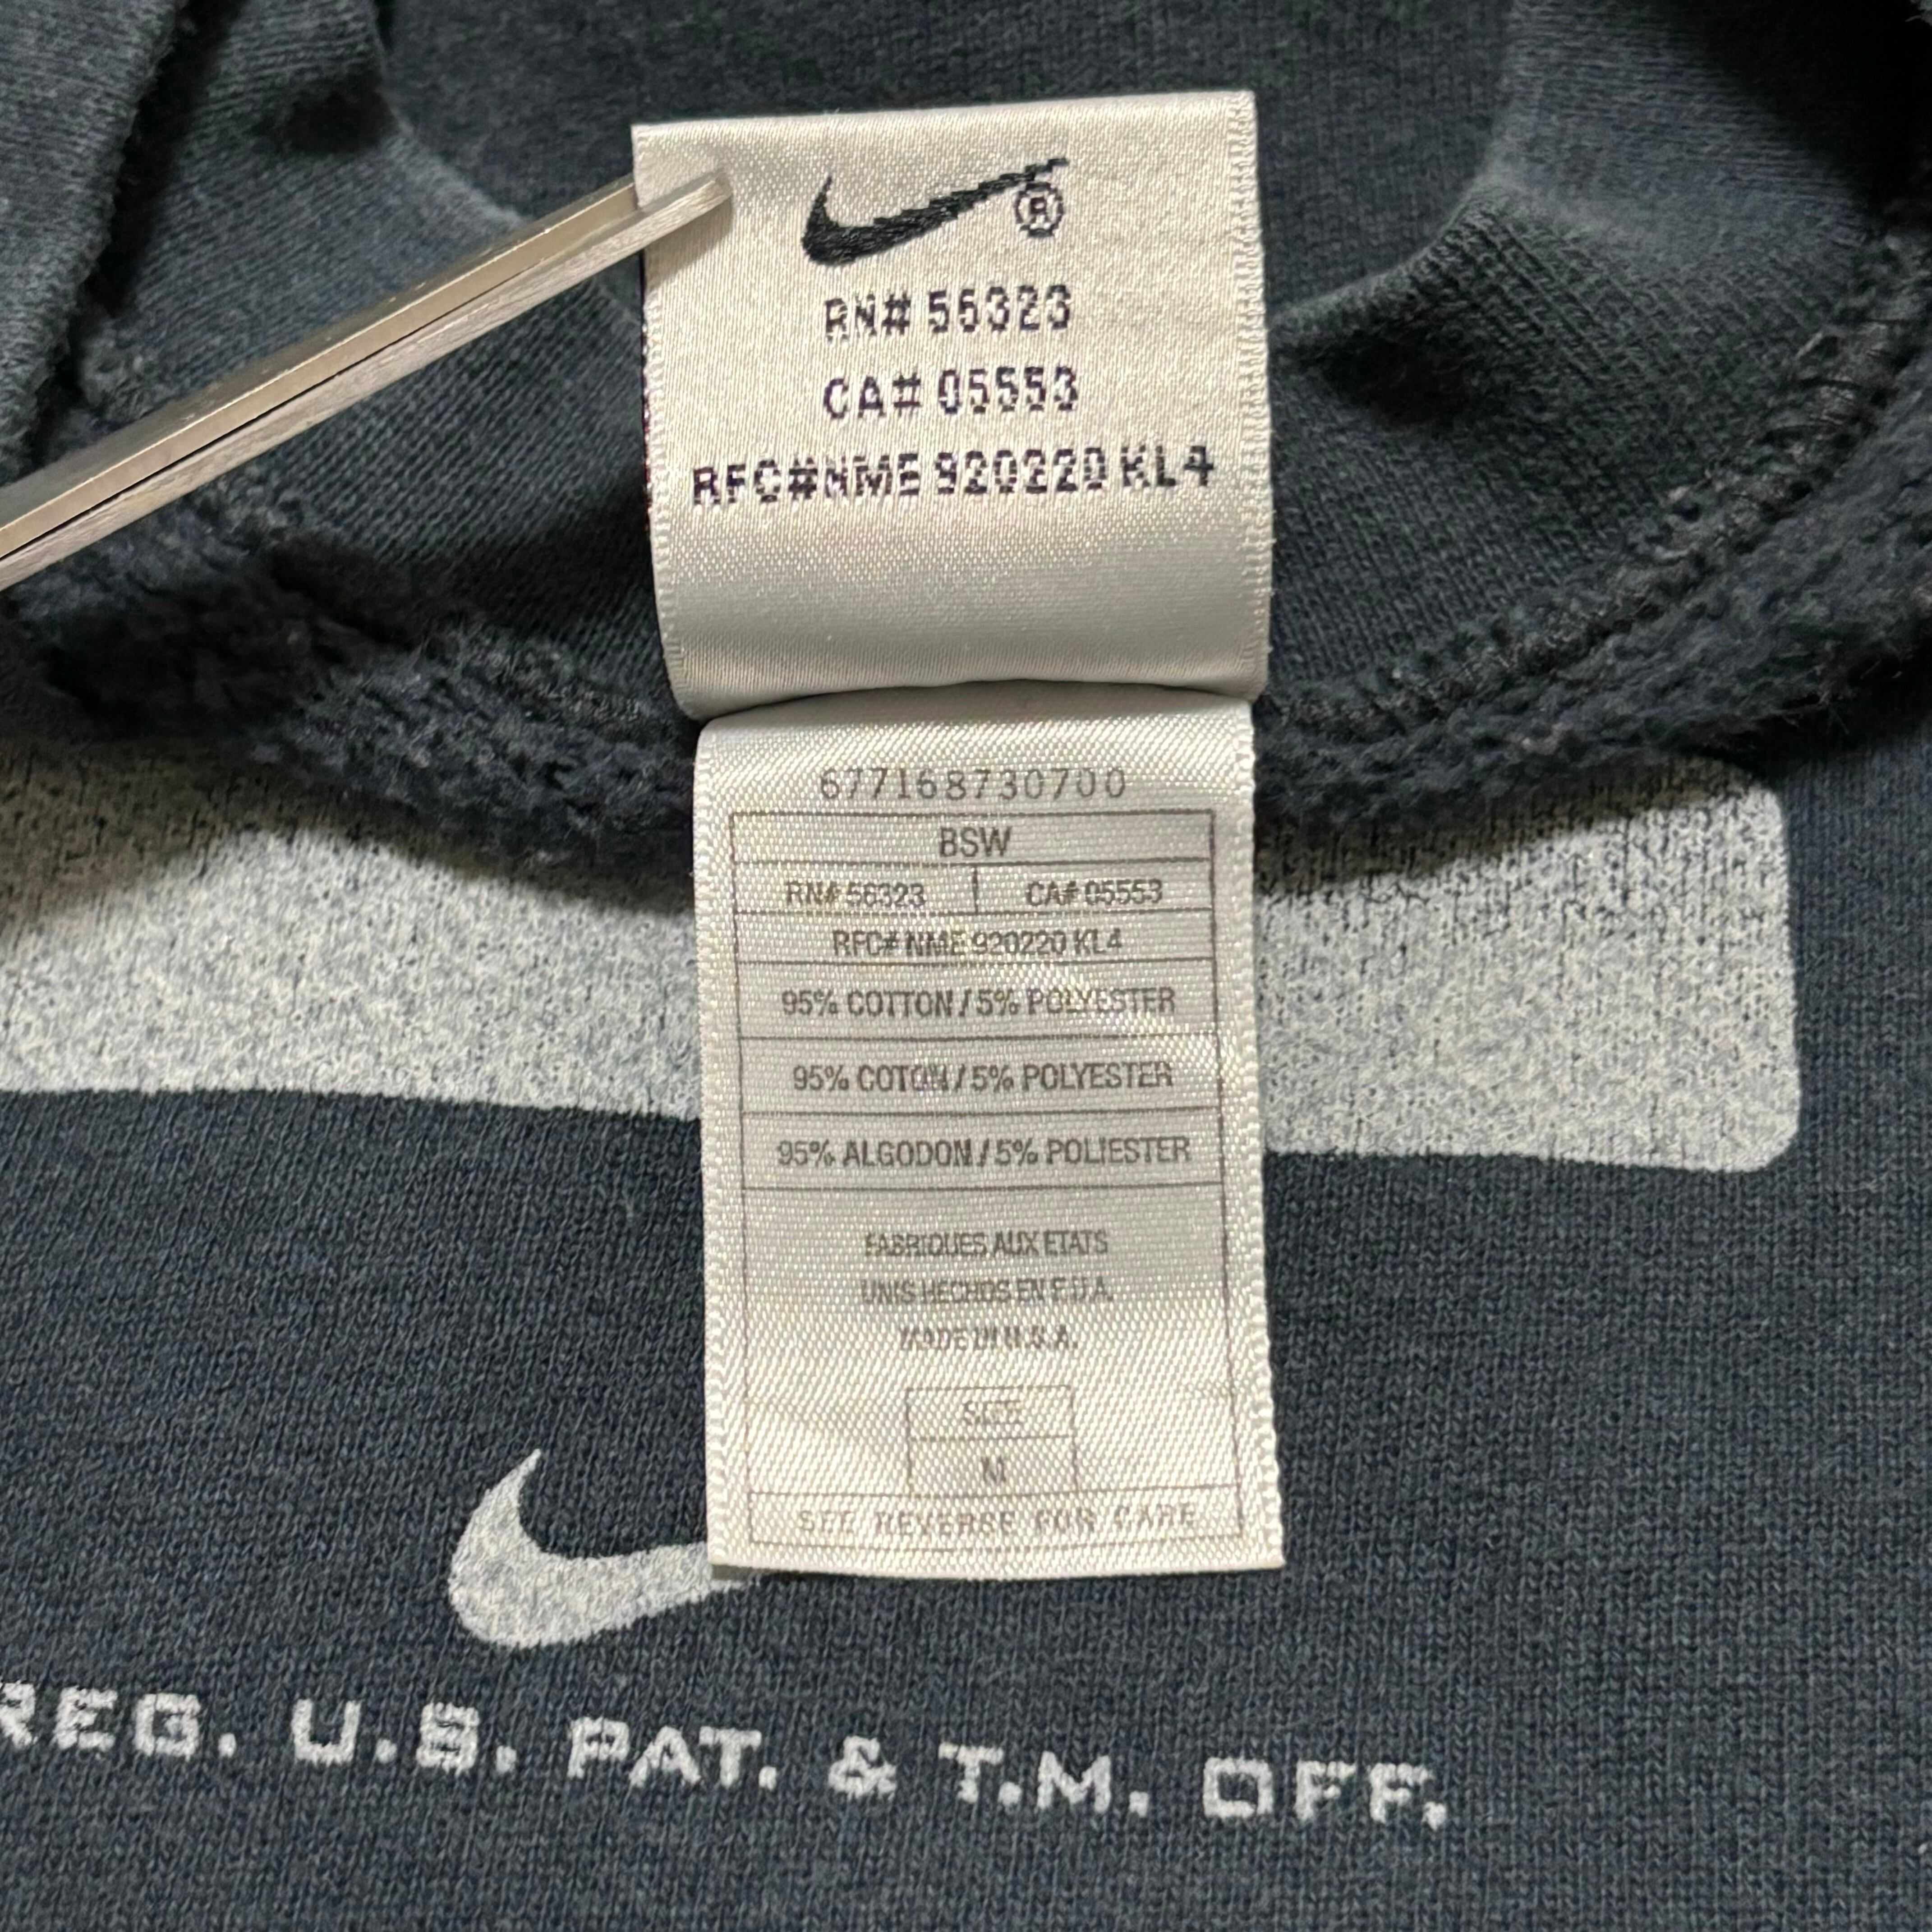 ®
RN# 56323
CA# 05553
RFC#NME 920220 KL4
677168730700
BSW
RN# 56323 CA# 05553
RFC# NME 920220 KL4
95% COTTON / 5% POLYESTER
95% COTON / 5% POLYESTER
95% ALGODON / 5% POLIESTER
FABRIQUES AUX ETATS
UNIS HECHOS EN E.U.A.
MADE IN U.S.A.
SIZE
M
SEE REVERSE FOR CARE
REG. U.S. PAT. & T.M. OFF.